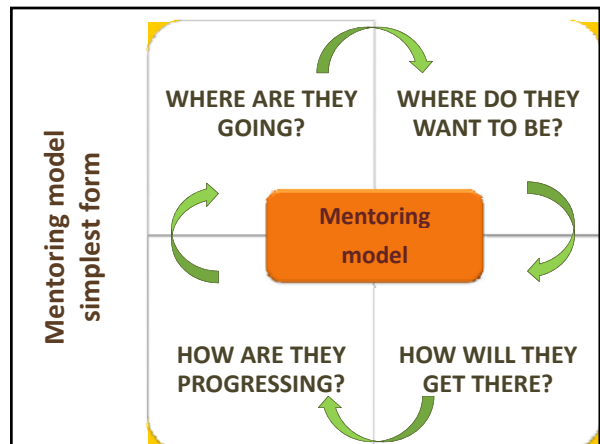 Mentoring model
simplest form
WHERE ARE THEY
GOING?
WHERE DO THEY
WANT TO BE?
Mentoring
model
HOW ARE THEY
PROGRESSING?
HOW WILL THEY
GET THERE?